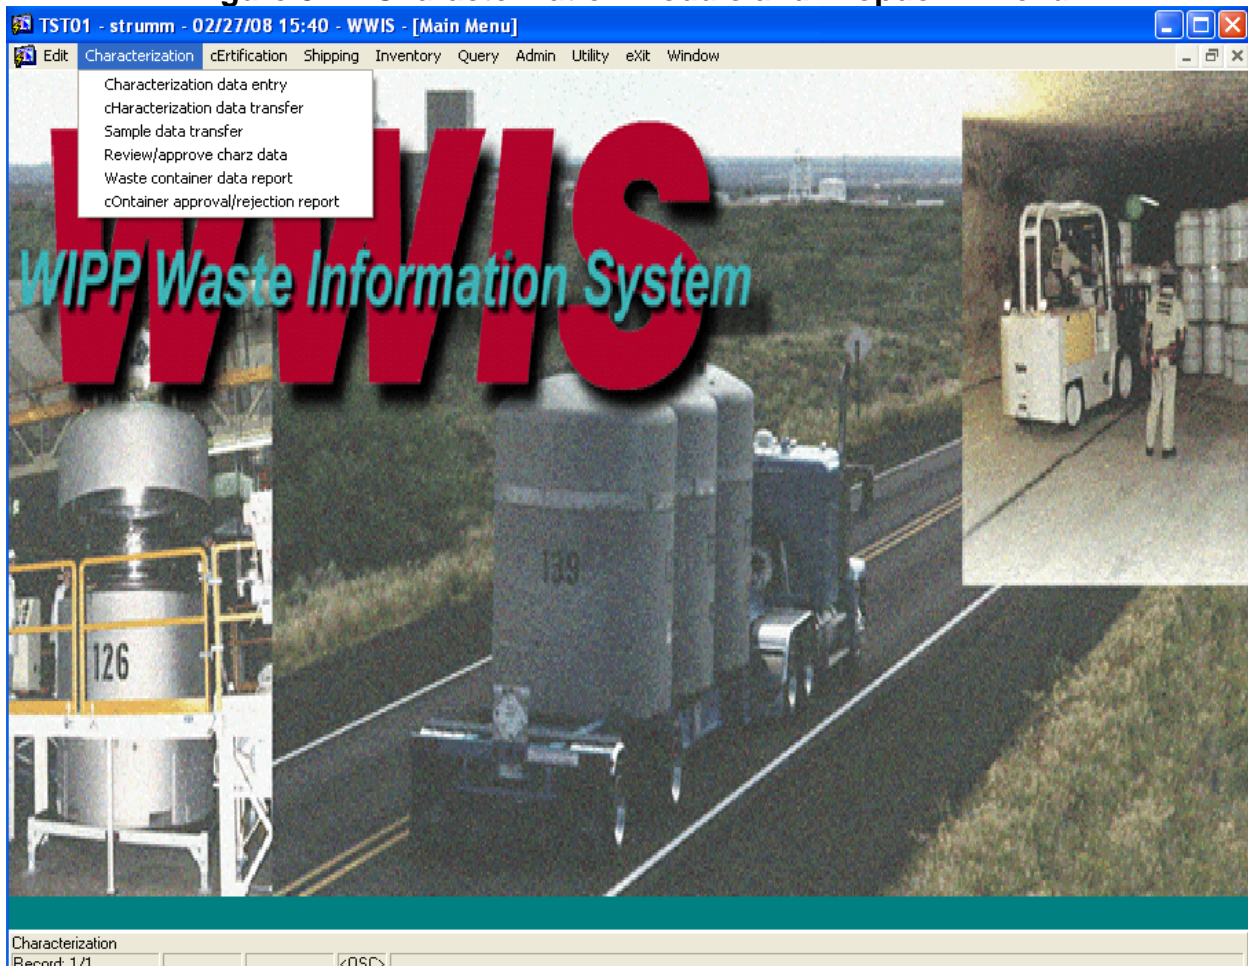 TST01 - strumm - 02/27/08 15:40 - WWIS - [Main Menu]
Edit Characterization cErtification Shipping Inventory Query Admin Utility eXit Window
Characterization data entry
cHaracterization data transfer
Sample data transfer
Review/approve charz data
Waste container data report
cOntainer approval/rejection report
WWIS
WIPP Waste Information System
139
126
Characterization
Record: 1/1 <OSC>